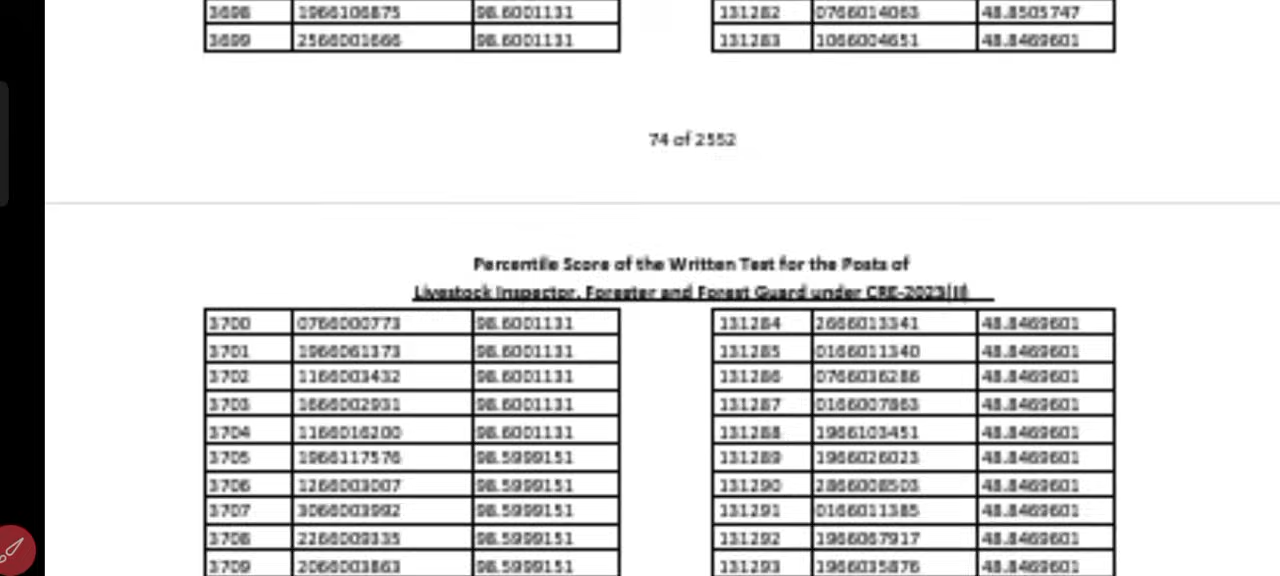 3698 1966106875 98.6001131 131282 0766014063 48.8505747
3699 2566001666 98.6001131 131283 1066004651 48.8469601
74 of 2552
Percentile Score of the Written Test for the Posts of
Livestock Inspector, Forester and Forest Guard under CRE-2023(II)
3700 0766000773 98.6001131 131284 2666013341 48.8469601
3701 1966061373 98.6001131 131285 0166011340 48.8469601
3702 1166003432 98.6001131 131286 0766036286 48.8469601
3703 1666002931 98.6001131 131287 0166007863 48.8469601
3704 1166016200 98.6001131 131288 1966103451 48.8469601
3705 1966117576 98.5999151 131289 1966026023 48.8469601
3706 1266003007 98.5999151 131290 2866008503 48.8469601
3707 3066003992 98.5999151 131291 0166011385 48.8469601
3708 2266009335 98.5999151 131292 1966067917 48.8469601
3709 2066003863 98.5999151 131293 1966035876 48.8469601